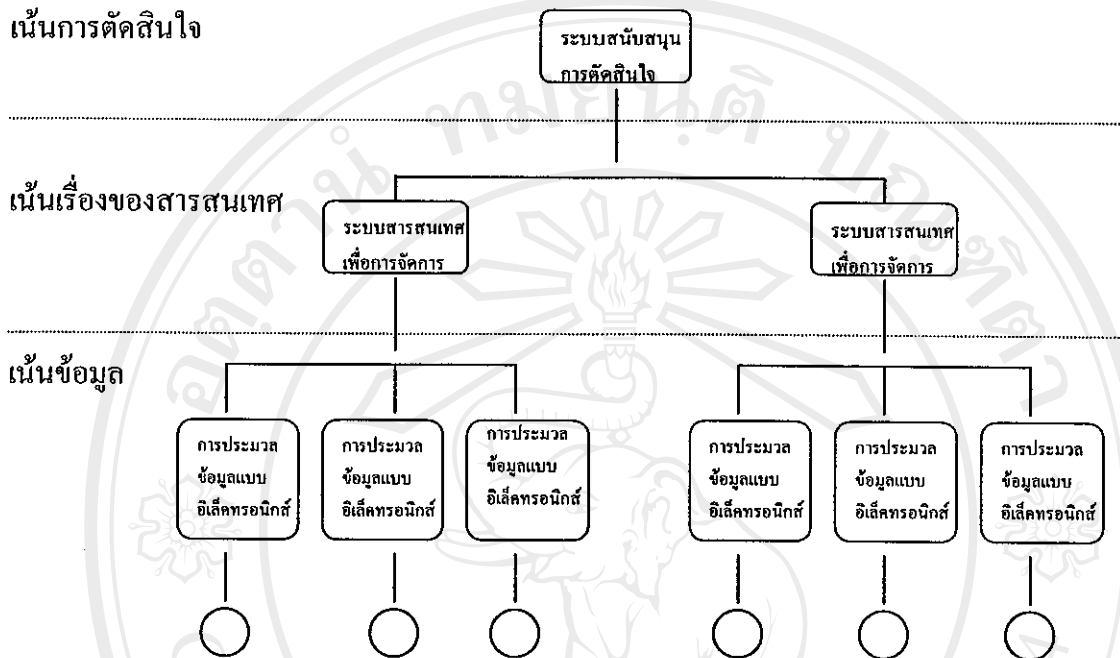 เน้นการตัดสินใจ
ระบบสนับสนุน
การตัดสินใจ
เน้นเรื่องของสารสนเทศ
ระบบสารสนเทศ
เพื่อการจัดการ
ระบบสารสนเทศ
เพื่อการจัดการ
เน้นข้อมูล
การประมวล
ข้อมูลแบบ
อิเล็คทรอนิกส์
การประมวล
ข้อมูลแบบ
อิเล็คทรอนิกส์
การประมวล
ข้อมูลแบบ
อิเล็คทรอนิกส์
การประมวล
ข้อมูลแบบ
อิเล็คทรอนิกส์
การประมวล
ข้อมูลแบบ
อิเล็คทรอนิกส์
การประมวล
ข้อมูลแบบ
อิเล็คทรอนิกส์